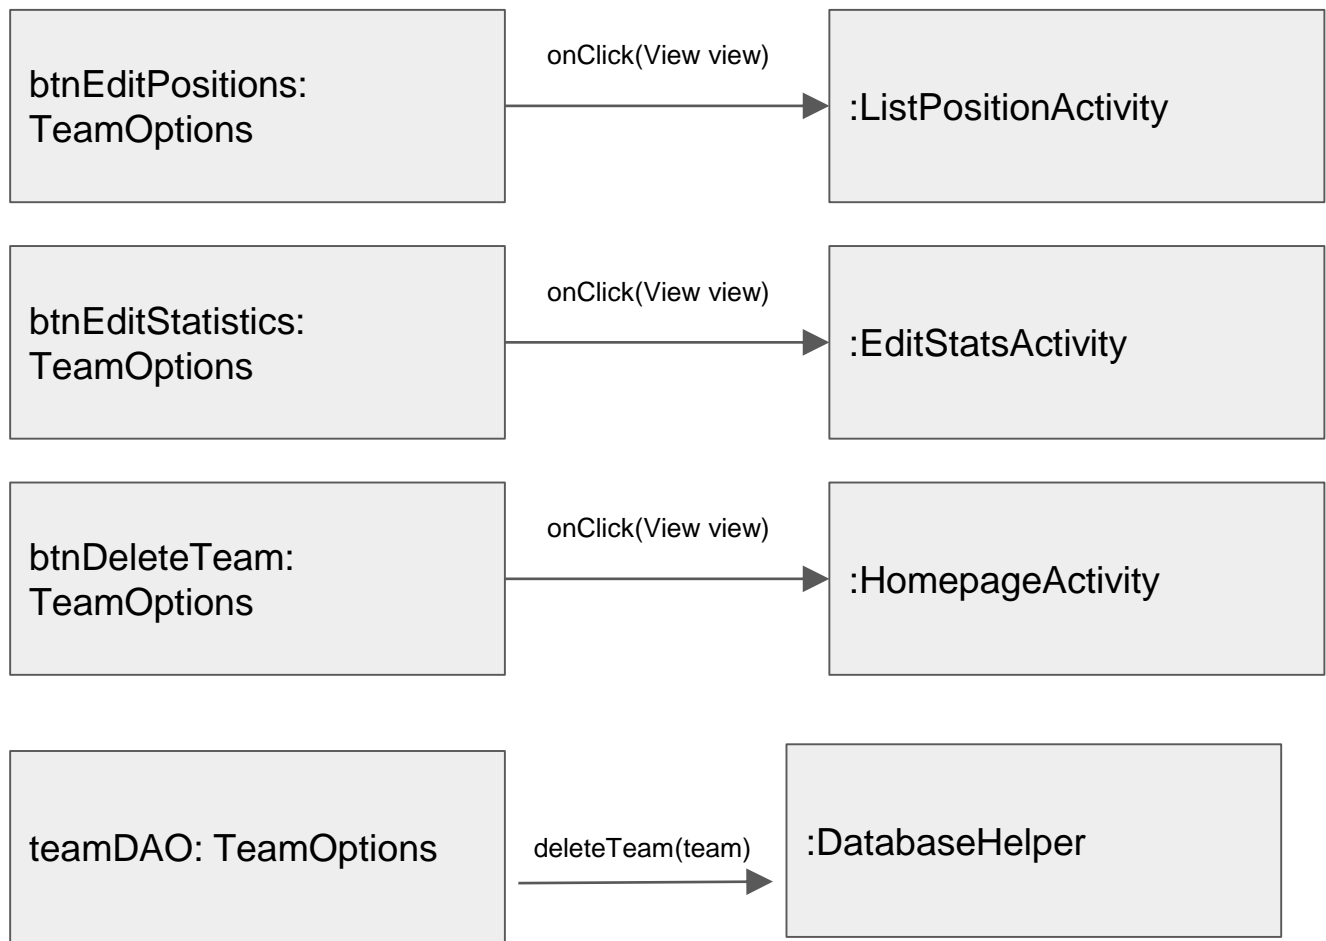 btnEditPositions:
TeamOptions
onClick(View view)
:ListPositionActivity
btnEditStatistics:
TeamOptions
onClick(View view)
:EditStatsActivity
btnDeleteTeam:
TeamOptions
onClick(View view)
:HomepageActivity
teamDAO: TeamOptions
deleteTeam(team)
:DatabaseHelper